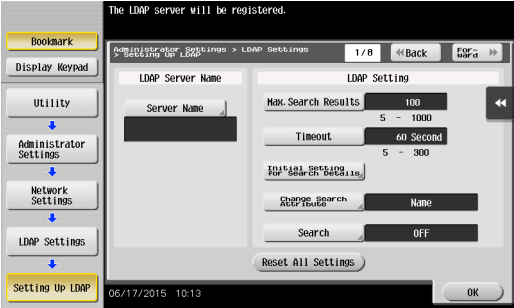 The LDAP server will be registered.
Bookmark
Display Keypad
Utility
Administrator
Settings
Network
Settings
LDAP Settings
Setting Up LDAP
Administrator Settings > LDAP Settings
> Setting Up LDAP
1/8
Back
For-
ward
LDAP Server Name
Server Name
LDAP Setting
Max.Search Results
100
5 - 1000
Timeout
60 Second
5 - 300
Initial Setting
for Search Details
Change Search
Attribute
Name
Search
OFF
Reset All Settings
06/17/2015 10:13
OK